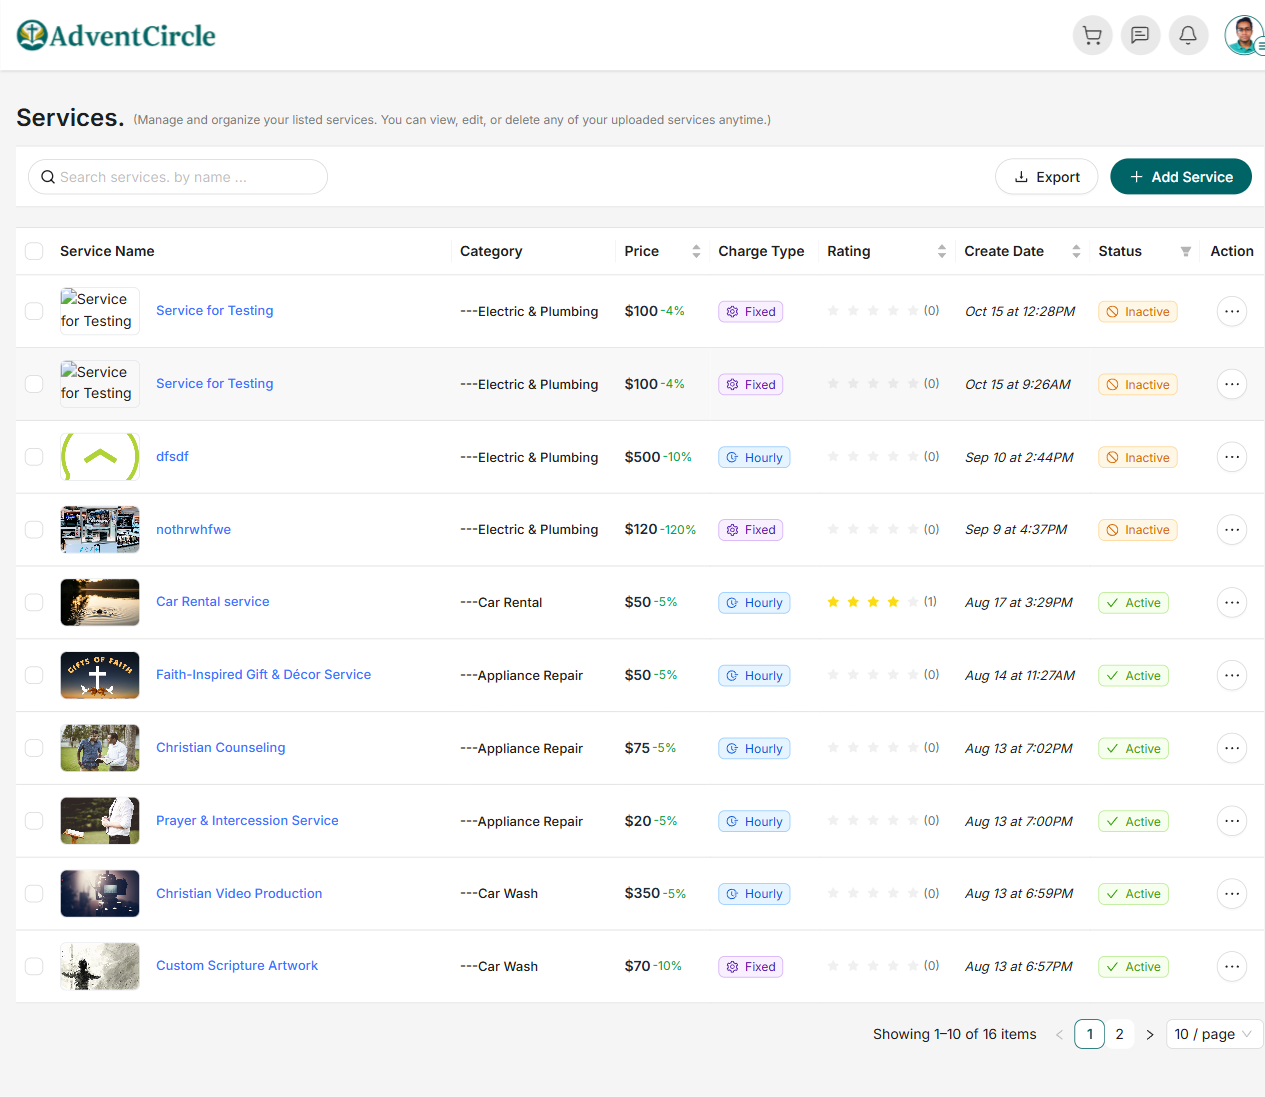 AdventCircle
Services. (Manage and organize your listed services. You can view, edit, or delete any of your uploaded services anytime.)
Search services. by name ...
Export
+ Add Service
Service Name Category Price Charge Type Rating Create Date Status Action
Service for Testing Service for Testing ---Electric & Plumbing $100 -4% Fixed (0) Oct 15 at 12:28PM Inactive ...
Service for Testing Service for Testing ---Electric & Plumbing $100 -4% Fixed (0) Oct 15 at 9:26AM Inactive ...
dfsdf ---Electric & Plumbing $500 -10% Hourly (0) Sep 10 at 2:44PM Inactive ...
nothrwhfwe ---Electric & Plumbing $120 -120% Fixed (0) Sep 9 at 4:37PM Inactive ...
Car Rental service ---Car Rental $50 -5% Hourly (1) Aug 17 at 3:29PM Active ...
GIFTS OF FAITH Faith-Inspired Gift & Décor Service ---Appliance Repair $50 -5% Hourly (0) Aug 14 at 11:27AM Active ...
Christian Counseling ---Appliance Repair $75 -5% Hourly (0) Aug 13 at 7:02PM Active ...
Prayer & Intercession Service ---Appliance Repair $20 -5% Hourly (0) Aug 13 at 7:00PM Active ...
Christian Video Production ---Car Wash $350 -5% Hourly (0) Aug 13 at 6:59PM Active ...
Custom Scripture Artwork ---Car Wash $70 -10% Fixed (0) Aug 13 at 6:57PM Active ...
Showing 1–10 of 16 items < 1 2 > 10 / page